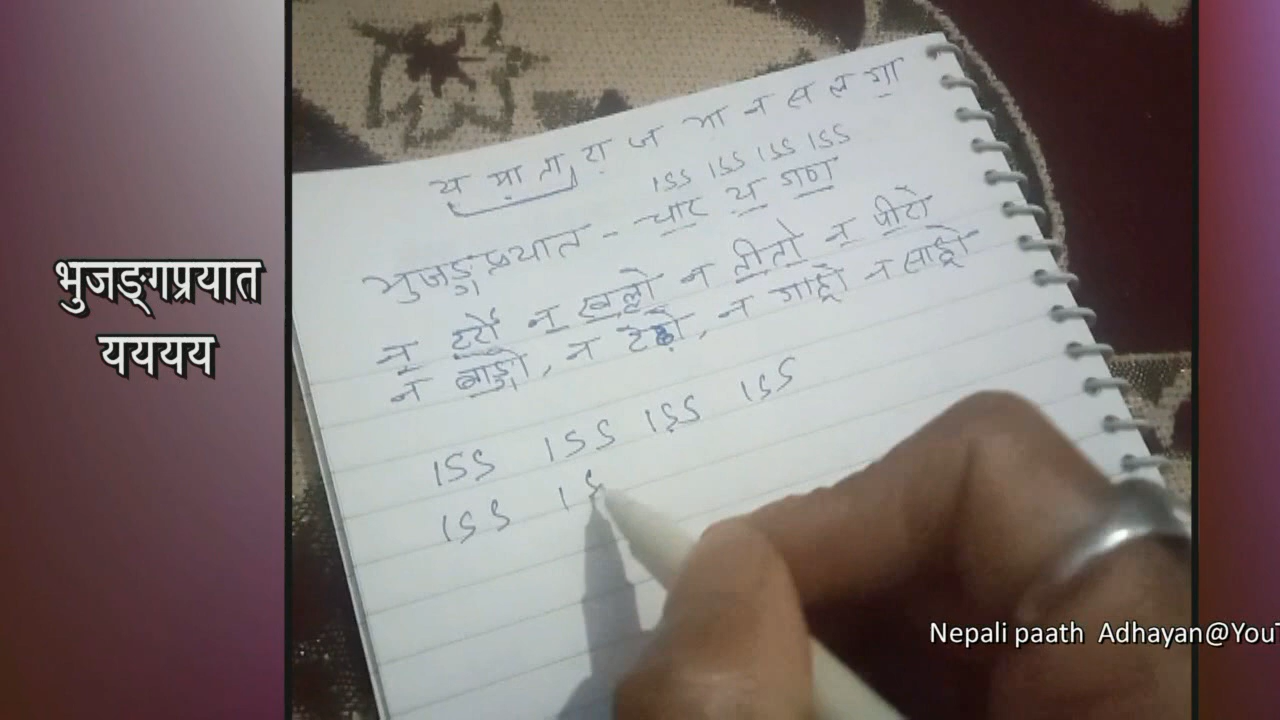 भुजङ्गप्रयात
यययय
य मा ता रा ज भा न स ल गा
ISS ISS ISS ISS
भुजङ्गप्रयात - चार य गण
न टर्रो न खल्लो न तीतो न पीरो
न बाङ्गो, न टेढो, न गाह्रो न साह्रो
ISS ISS ISS ISS
ISS IS
Nepali paath Adhayan@YouT